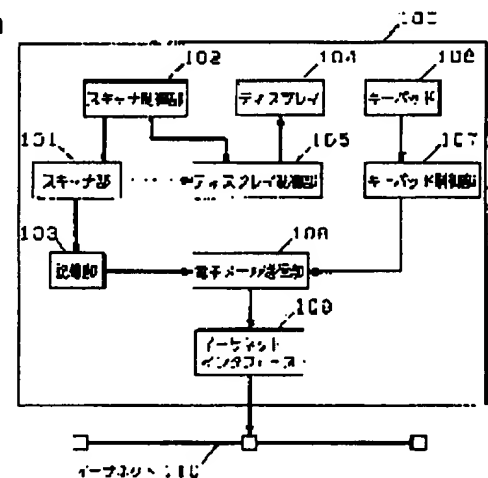 102
104
106
スキャナ制御部
ディスプレイ
キーパッド
101
105
107
スキャナ部
ディスプレイ制御部
キーパッド制御部
103
108
記憶部
電子メール送信部
109
イーサネット
インタフェース
イーサネット110